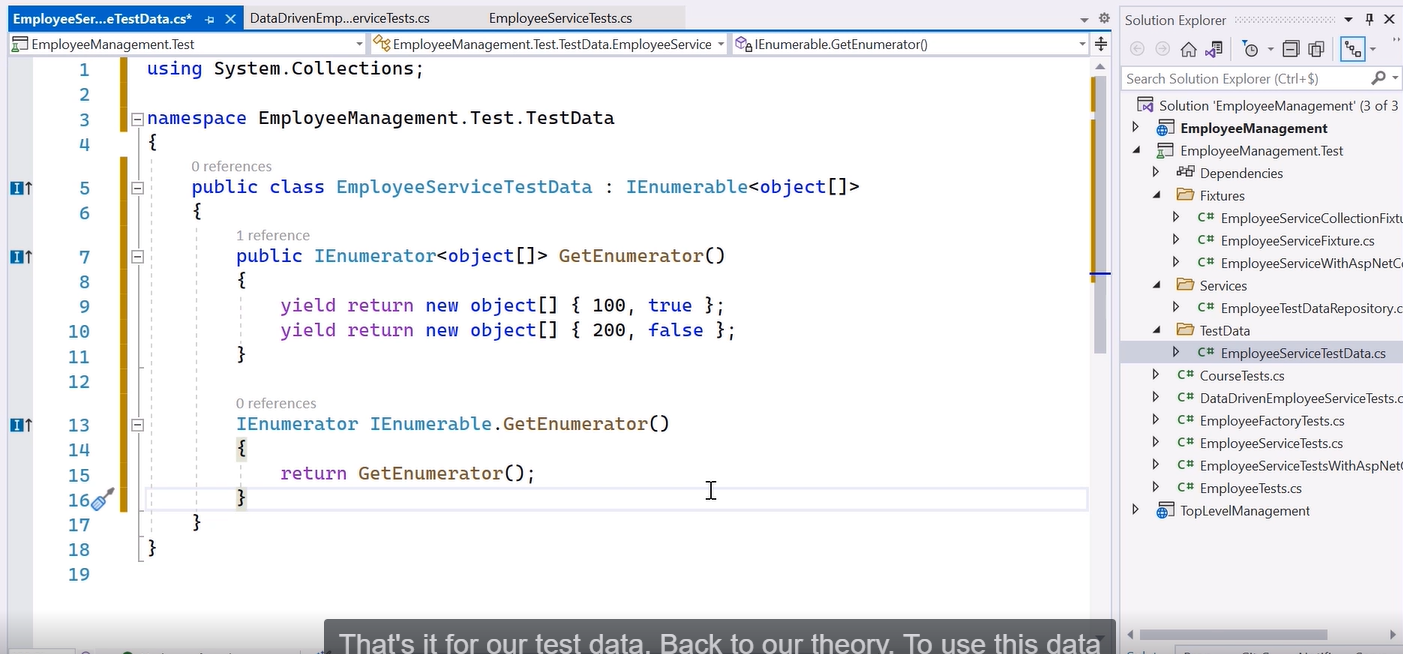 EmployeeSer...eTestData.cs*
DataDrivenEmp...erviceTests.cs
EmployeeServiceTests.cs
EmployeeManagement.Test
EmployeeManagement.Test.TestData.EmployeeService
IEnumerable.GetEnumerator()
1 using System.Collections;
2
3 namespace EmployeeManagement.Test.TestData
4 {
0 references
5 public class EmployeeServiceTestData : IEnumerable<object[]>
6 {
1 reference
7 public IEnumerator<object[]> GetEnumerator()
8 {
9 yield return new object[] { 100, true };
10 yield return new object[] { 200, false };
11 }
12
0 references
13 IEnumerator IEnumerable.GetEnumerator()
14 {
15 return GetEnumerator();
16 }
17 }
18 }
19
That's it for our test data. Back to our theory. To use this data
Solution Explorer
Search Solution Explorer (Ctrl+$)
Solution 'EmployeeManagement' (3 of 3
EmployeeManagement
EmployeeManagement.Test
Dependencies
Fixtures
C# EmployeeServiceCollectionFixtu
C# EmployeeServiceFixture.cs
C# EmployeeServiceWithAspNetCo
Services
C# EmployeeTestDataRepository.c
TestData
C# EmployeeServiceTestData.cs
C# CourseTests.cs
C# DataDrivenEmployeeServiceTests.c
C# EmployeeFactoryTests.cs
C# EmployeeServiceTests.cs
C# EmployeeServiceTestsWithAspNetC
C# EmployeeTests.cs
TopLevelManagement